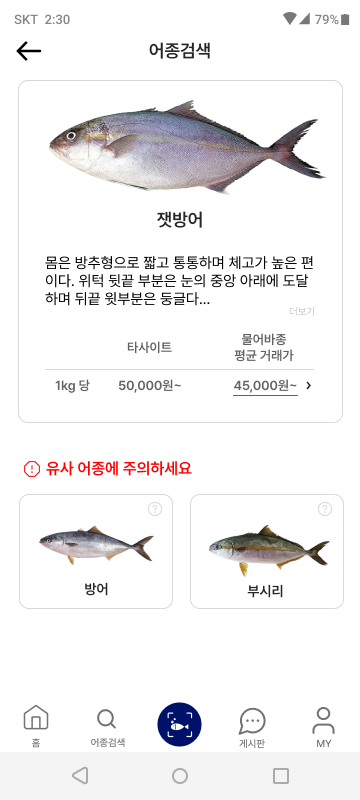 SKT 2:30 79%
어종검색
잿방어
몸은 방추형으로 짧고 통통하며 체고가 높은 편
이다. 위턱 뒷끝 부분은 눈의 중앙 아래에 도달
하며 뒤끝 윗부분은 둥글다...
더보기
타사이트 물어바종
평균 거래가
1kg 당 50,000원~ 45,000원~ >
유사 어종에 주의하세요
방어 부시리
홈 어종검색 게시판 MY